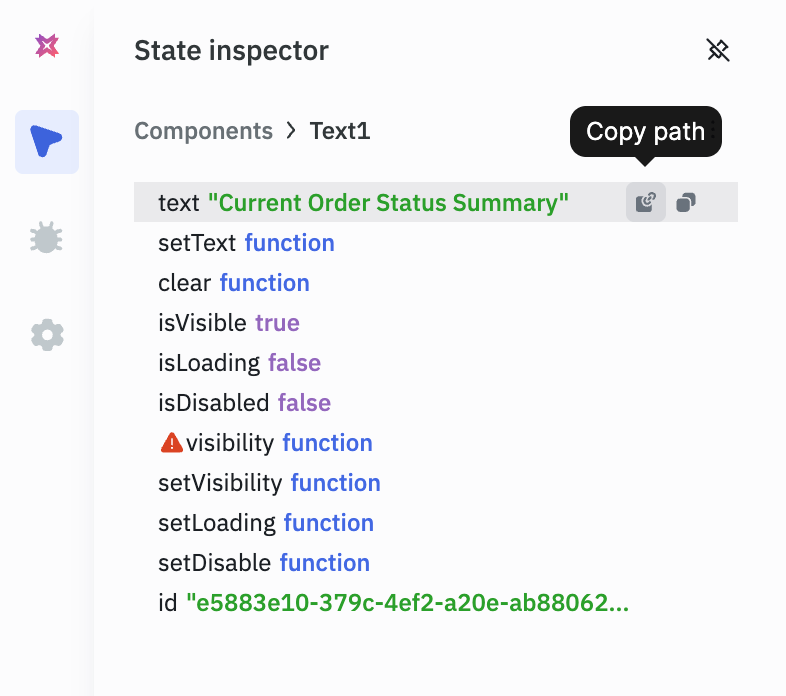 State inspector
Components > Text1
Copy path
text "Current Order Status Summary"
setText function
clear function
isVisible true
isLoading false
isDisabled false
visibility function
setVisibility function
setLoading function
setDisable function
id "e5883e10-379c-4ef2-a20e-ab88062...